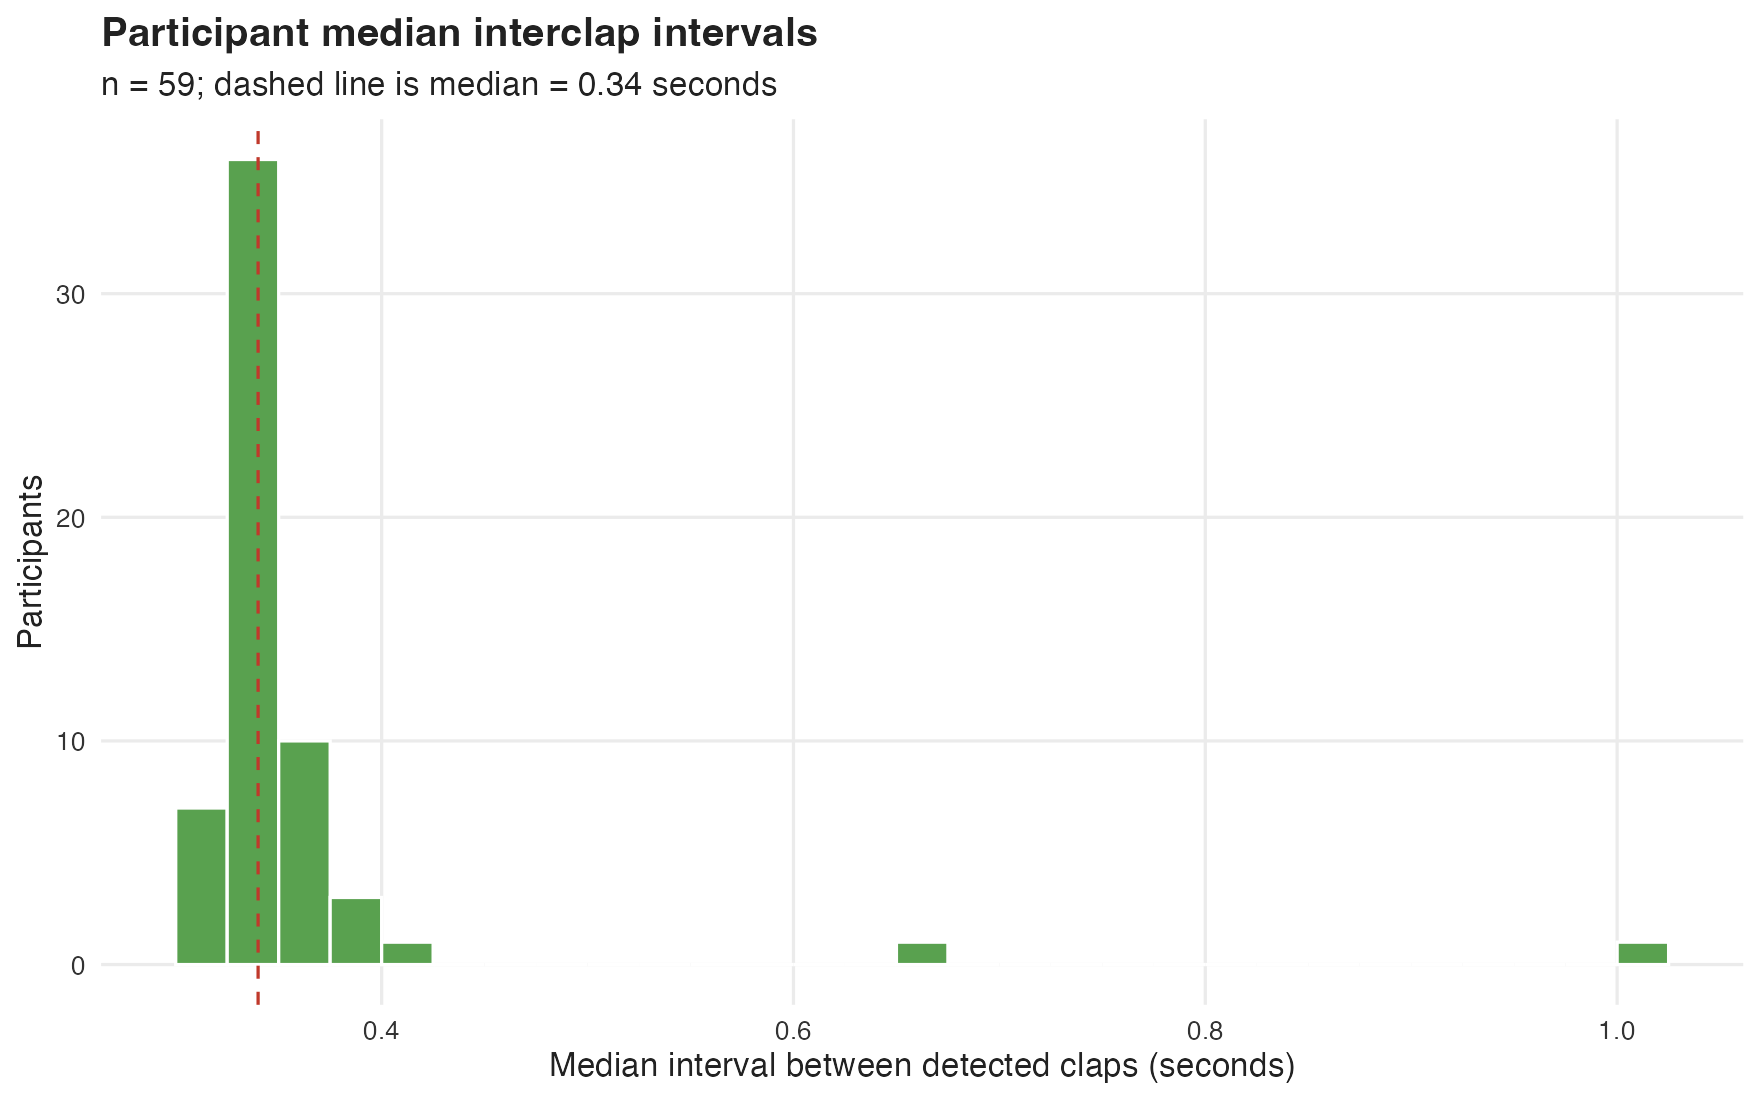 Participant median interclap intervals
n = 59; dashed line is median = 0.34 seconds
Participants
30
20
10
0
0.4 0.6 0.8 1.0
Median interval between detected claps (seconds)